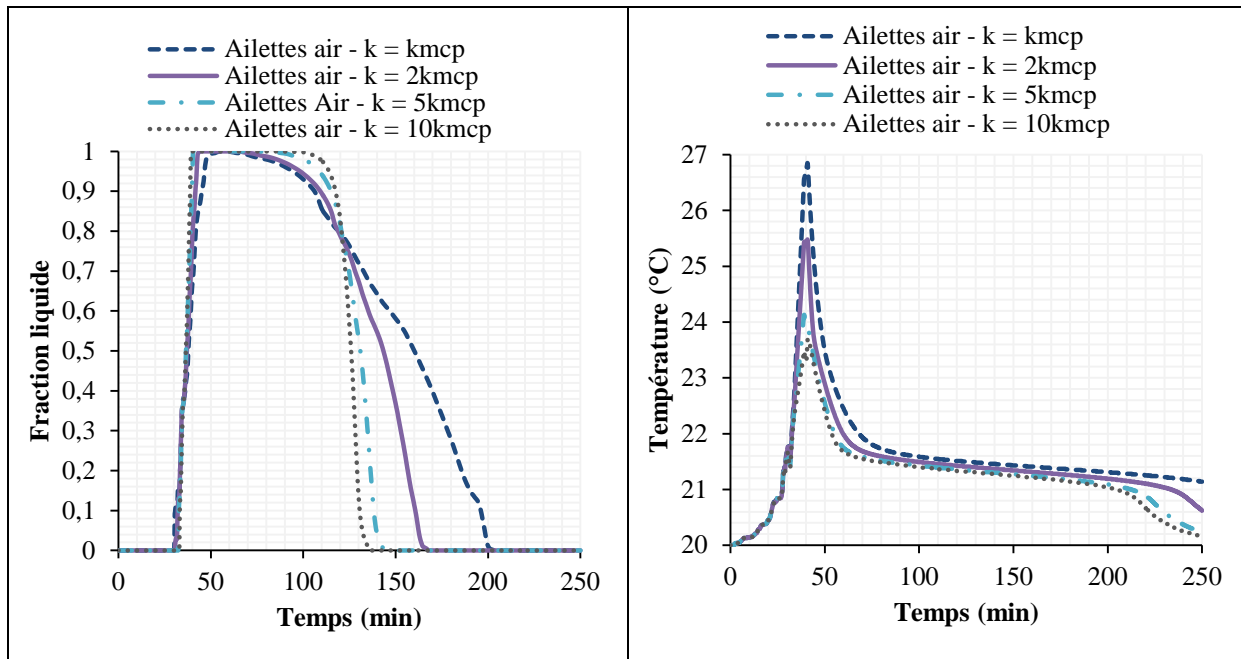 Ailettes air - k = kmcp
Ailettes air - k = 2kmcp
Ailettes Air - k = 5kmcp
Ailettes air - k = 10kmcp
1
0,9
0,8
0,7
0,6
0,5
0,4
0,3
0,2
0,1
0
Fraction liquide
0 50 100 150 200 250
Temps (min)
Ailettes air - k = kmcp
Ailettes air - k = 2kmcp
Ailettes air - k = 5kmcp
Ailettes air - k = 10kmcp
27
26
25
24
23
22
21
20
Température (°C)
0 50 100 150 200 250
Temps (min)